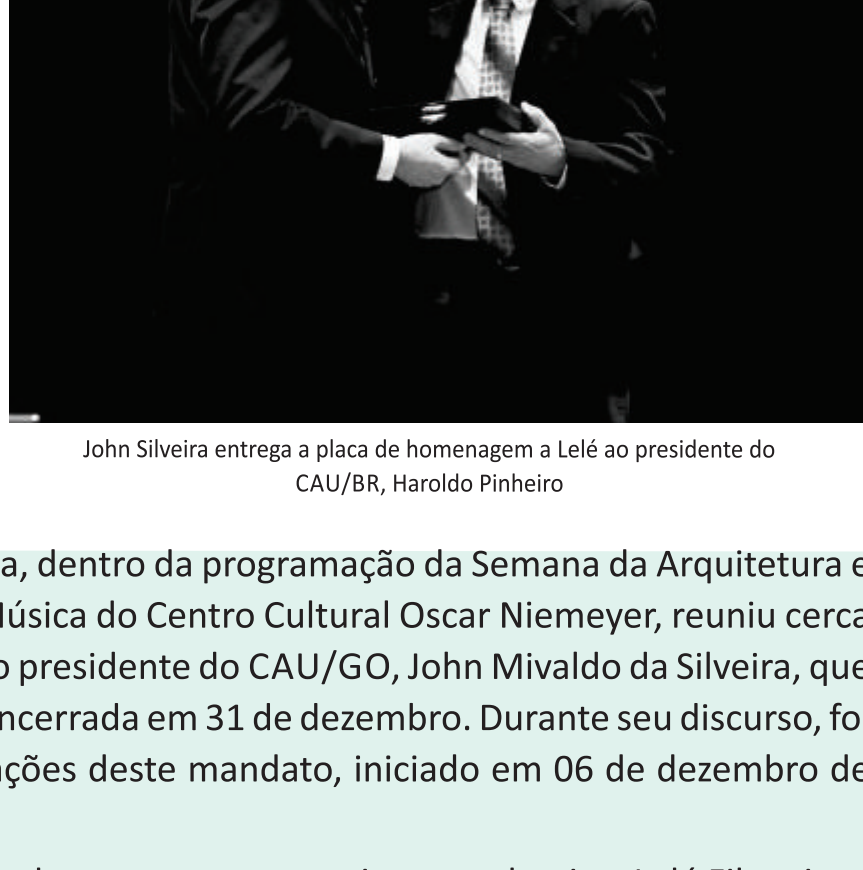 John Silveira entrega a placa de homenagem a Lelé ao presidente do
CAU/BR, Haroldo Pinheiro
a, dentro da programação da Semana da Arquitetura e
Música do Centro Cultural Oscar Niemeyer, reuniu cerca
o presidente do CAU/GO, John Mivaldo da Silveira, que
ncerrada em 31 de dezembro. Durante seu discurso, fo
ações deste mandato, iniciado em 06 de dezembro de